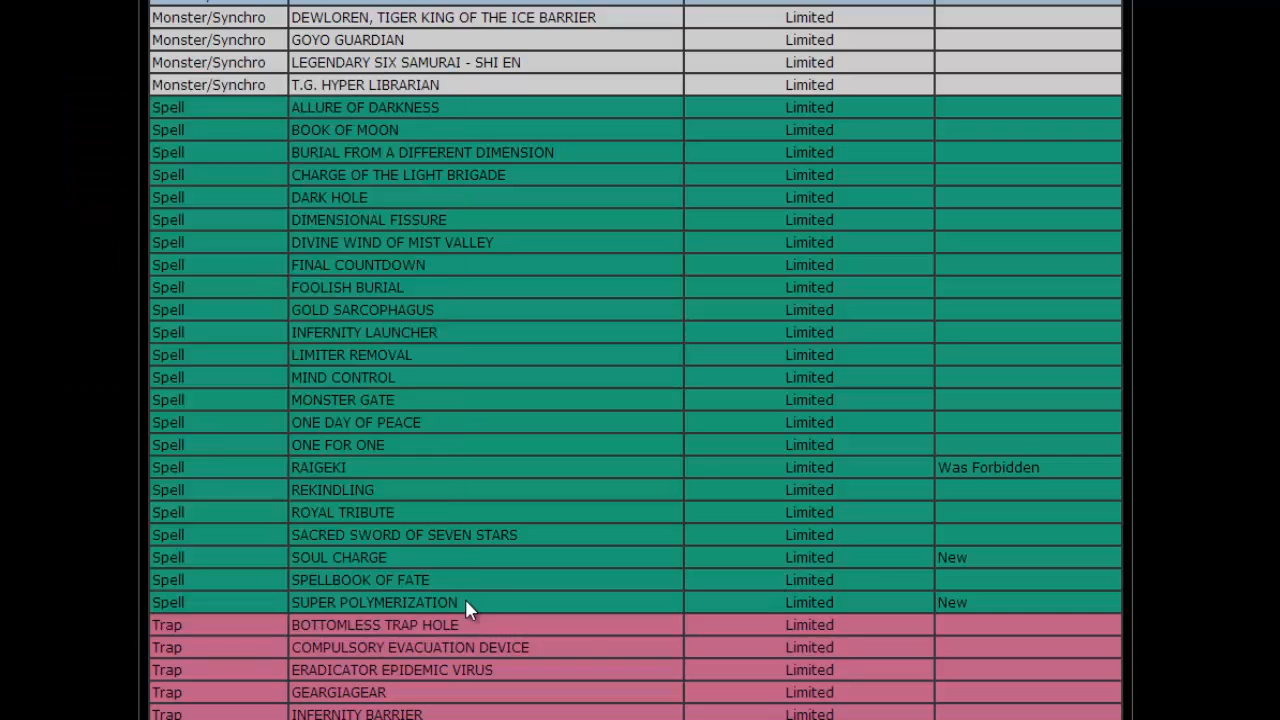 Monster/Synchro DEWLOREN, TIGER KING OF THE ICE BARRIER Limited
Monster/Synchro GOYO GUARDIAN Limited
Monster/Synchro LEGENDARY SIX SAMURAI - SHI EN Limited
Monster/Synchro T.G. HYPER LIBRARIAN Limited
Spell ALLURE OF DARKNESS Limited
Spell BOOK OF MOON Limited
Spell BURIAL FROM A DIFFERENT DIMENSION Limited
Spell CHARGE OF THE LIGHT BRIGADE Limited
Spell DARK HOLE Limited
Spell DIMENSIONAL FISSURE Limited
Spell DIVINE WIND OF MIST VALLEY Limited
Spell FINAL COUNTDOWN Limited
Spell FOOLISH BURIAL Limited
Spell GOLD SARCOPHAGUS Limited
Spell INFERNITY LAUNCHER Limited
Spell LIMITER REMOVAL Limited
Spell MIND CONTROL Limited
Spell MONSTER GATE Limited
Spell ONE DAY OF PEACE Limited
Spell ONE FOR ONE Limited
Spell RAIGEKI Limited Was Forbidden
Spell REKINDLING Limited
Spell ROYAL TRIBUTE Limited
Spell SACRED SWORD OF SEVEN STARS Limited
Spell SOUL CHARGE Limited New
Spell SPELLBOOK OF FATE Limited
Spell SUPER POLYMERIZATION Limited New
Trap BOTTOMLESS TRAP HOLE Limited
Trap COMPULSORY EVACUATION DEVICE Limited
Trap ERADICATOR EPIDEMIC VIRUS Limited
Trap GEARGIAGEAR Limited
Trap INFERNITY BARRIER Limited